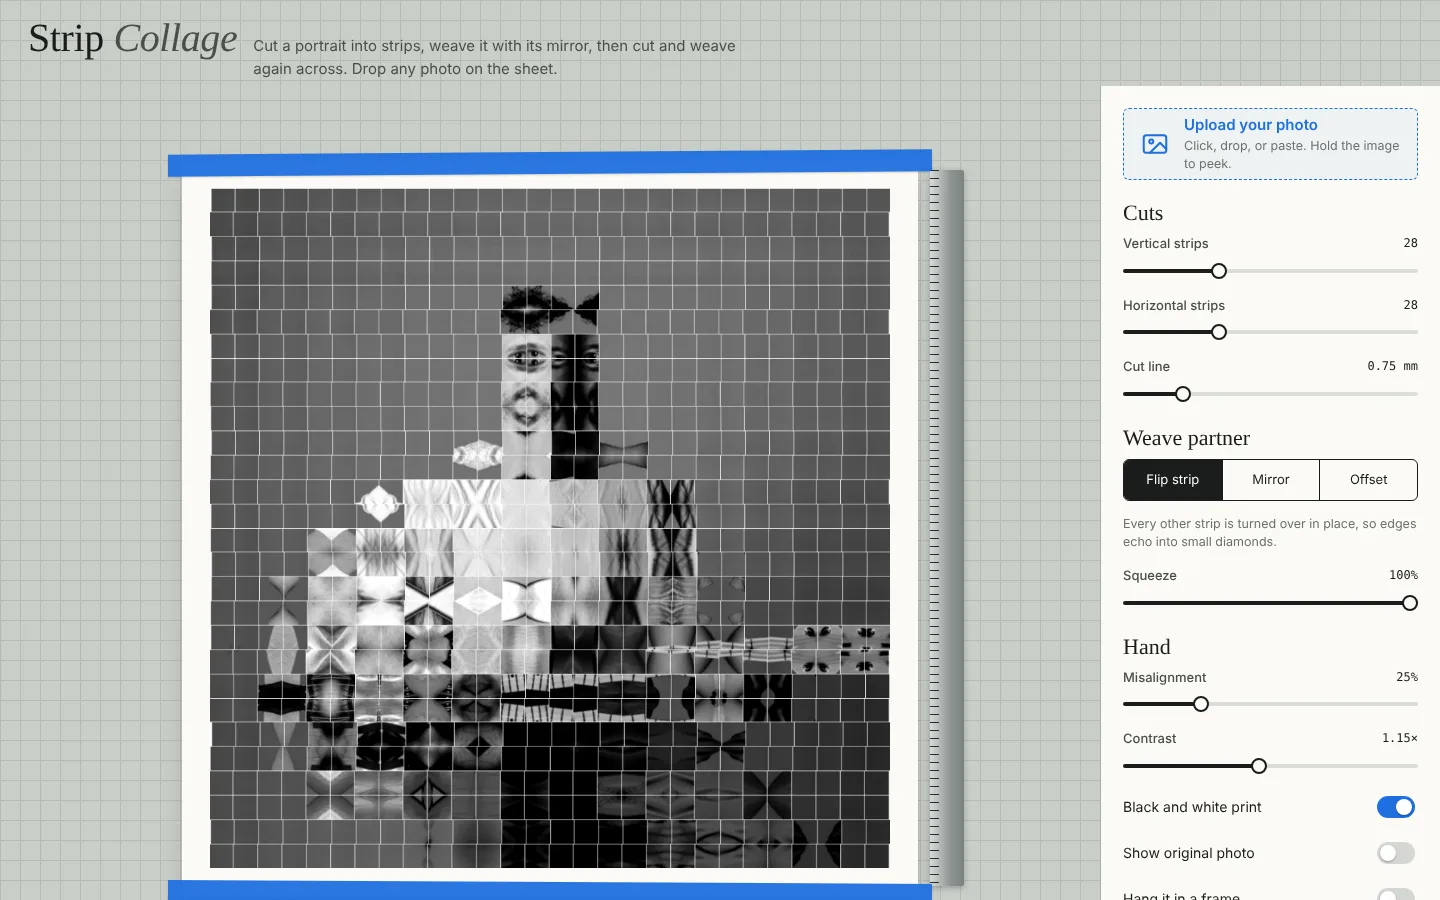 Strip Collage
Cut a portrait into strips, weave it with its mirror, then cut and weave
again across. Drop any photo on the sheet.
Upload your photo
Click, drop, or paste. Hold the image
to peek.
Cuts
Vertical strips 28
Horizontal strips 28
Cut line 0.75 mm
Weave partner
Flip strip Mirror Offset
Every other strip is turned over in place, so edges
echo into small diamonds.
Squeeze 100%
Hand
Misalignment 25%
Contrast 1.15×
Black and white print
Show original photo
Hang it in a frame